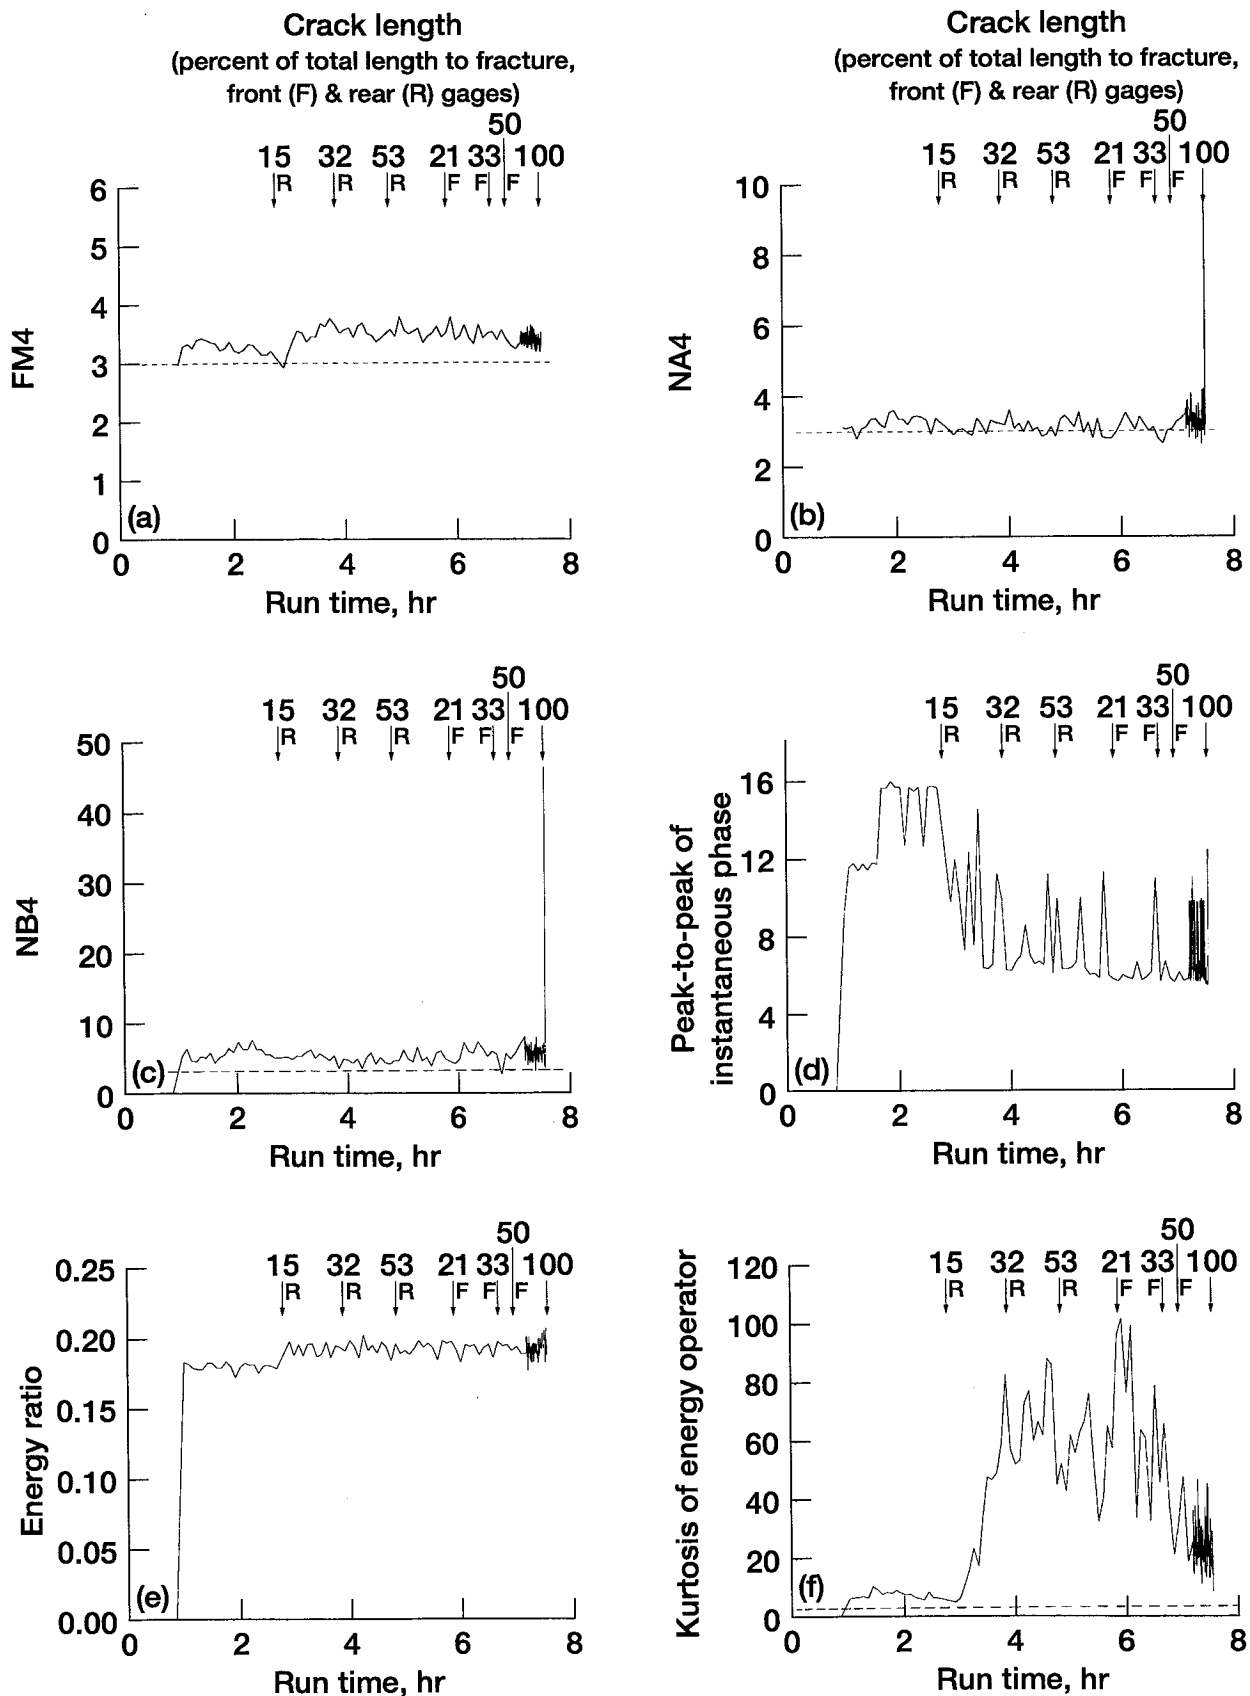 Crack length
(percent of total length to fracture,
front (F) & rear (R) gages)
50
15 32 53 21 33 100
R R R F F F
6
5
4
3
2
1
0
FM4
(a)
0 2 4 6 8
Run time, hr
Crack length
(percent of total length to fracture,
front (F) & rear (R) gages)
50
15 32 53 21 33 100
R R R F F F
10
8
6
4
2
0
NA4
(b)
0 2 4 6 8
Run time, hr
50
15 32 53 21 33 100
R R R F F F
50
40
30
20
10
0
NB4
(c)
0 2 4 6 8
Run time, hr
50
15 32 53 21 33 100
R R R F F F
16
12
8
4
0
Peak-to-peak of
instantaneous phase
(d)
0 2 4 6 8
Run time, hr
50
15 32 53 21 33 100
R R R F F F
0.25
0.20
0.15
0.10
0.05
0.00
Energy ratio
(e)
0 2 4 6 8
Run time, hr
50
15 32 53 21 33 100
R R R F F F
120
100
80
60
40
20
0
Kurtosis of energy operator
(f)
0 2 4 6 8
Run time, hr